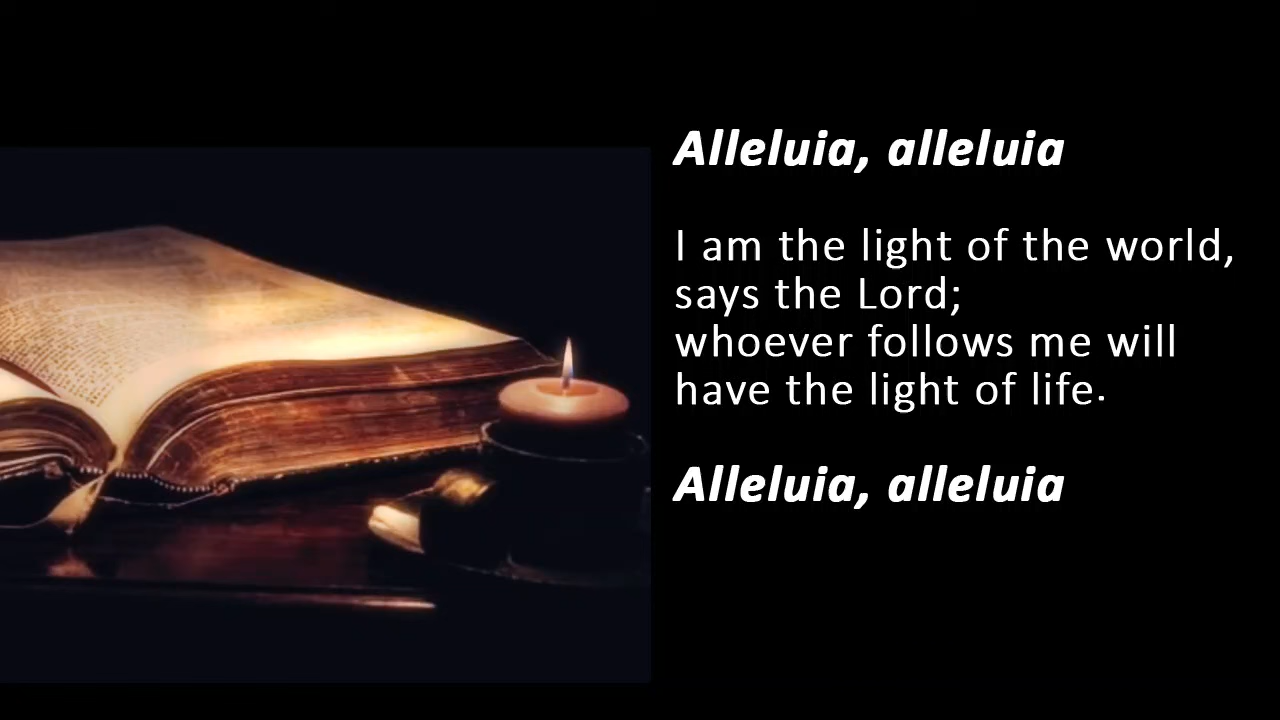 Alleluia, alleluia
I am the light of the world,
says the Lord;
whoever follows me will
have the light of life.
Alleluia, alleluia